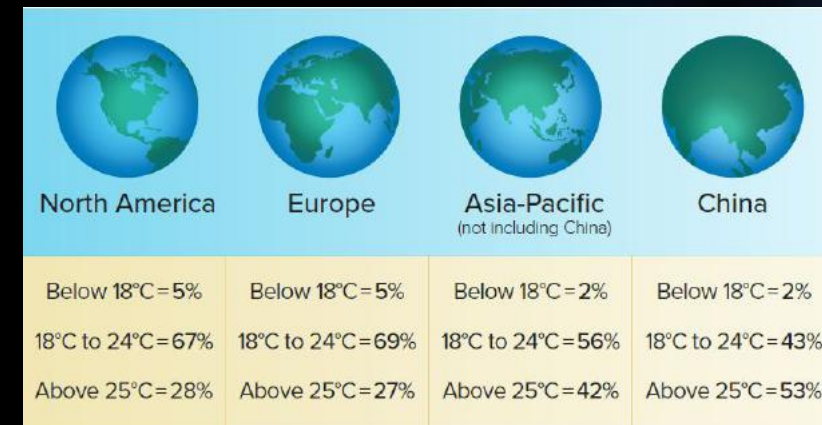 North America
Europe
Asia-Pacific
(not including China)
China
Below 18°C=5%
Below 18°C=5%
Below 18°C=2%
Below 18°C=2%
18°C to 24°C=67%
18°C to 24°C=69%
18°C to 24°C=56%
18°C to 24°C=43%
Above 25°C=28%
Above 25°C=27%
Above 25°C=42%
Above 25°C=53%